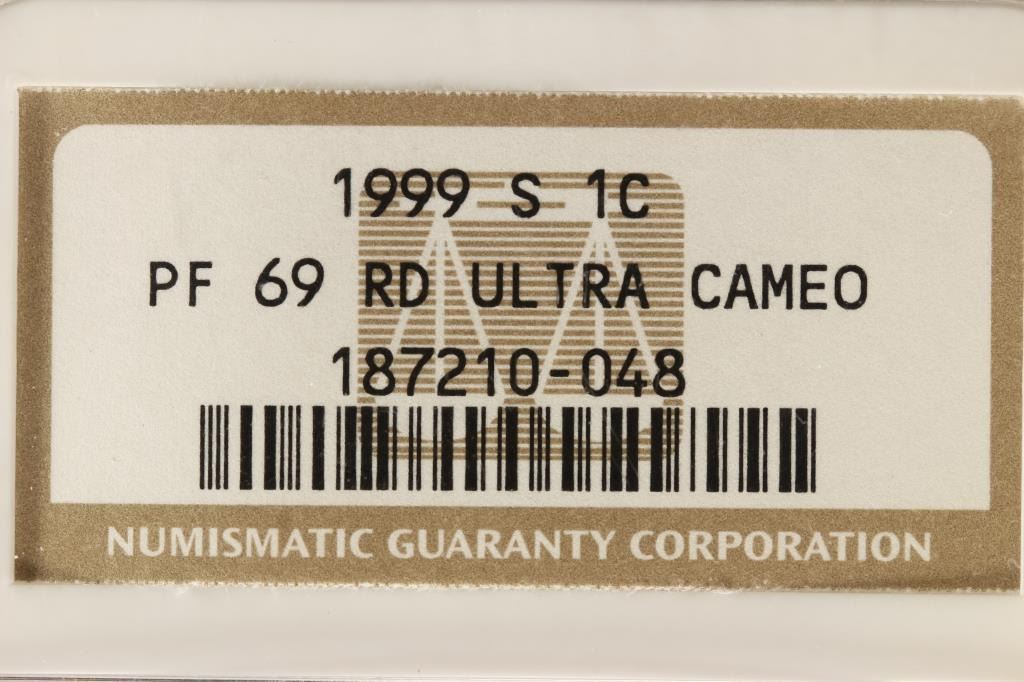 1999 S 1C
PF 69 RD ULTRA CAMEO
187210-048
NUMISMATIC GUARANTY CORPORATION